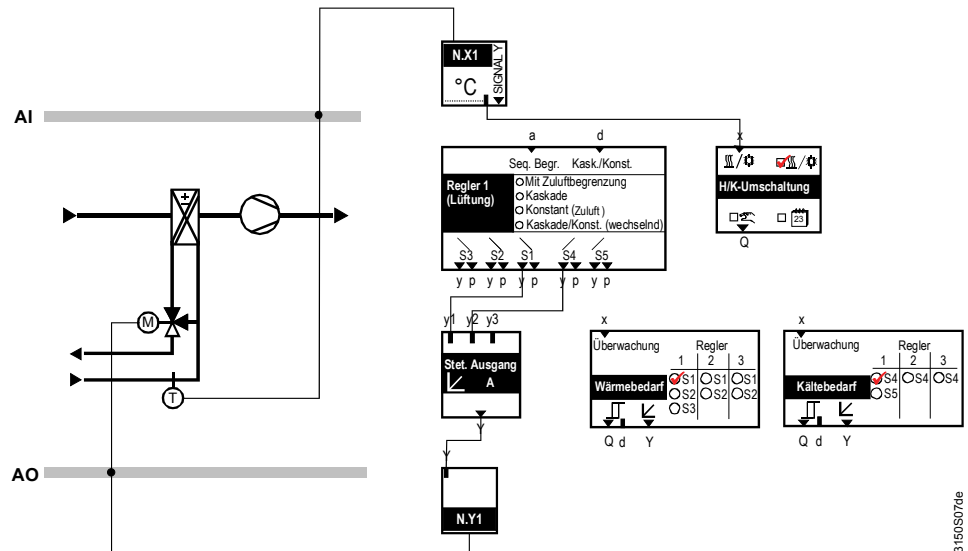 N.X1
°C
SIGNAL Y
AI
a d
Seq. Begr. Kask./Konst.
Regler 1
(Lüftung)
Mit Zuluftbegrenzung
Kaskade
Konstant (Zuluft)
Kaskade/Konst. (wechselnd)
S3 S2 S1 S4 S5
y p y p y p y p y p
x
H/K-Umschaltung
23
Q
M
T
y1 y2 y3
Stet. Ausgang
A
Y
x
Überwachung Regler
1 2 3
Wärmebedarf
S1 S1 S1
S2 S2 S2
S3
Q d Y
x
Überwachung Regler
1 2 3
Kältebedarf
S4 S4 S4
S5
Q d Y
AO
Y
N.Y1
3150S07de